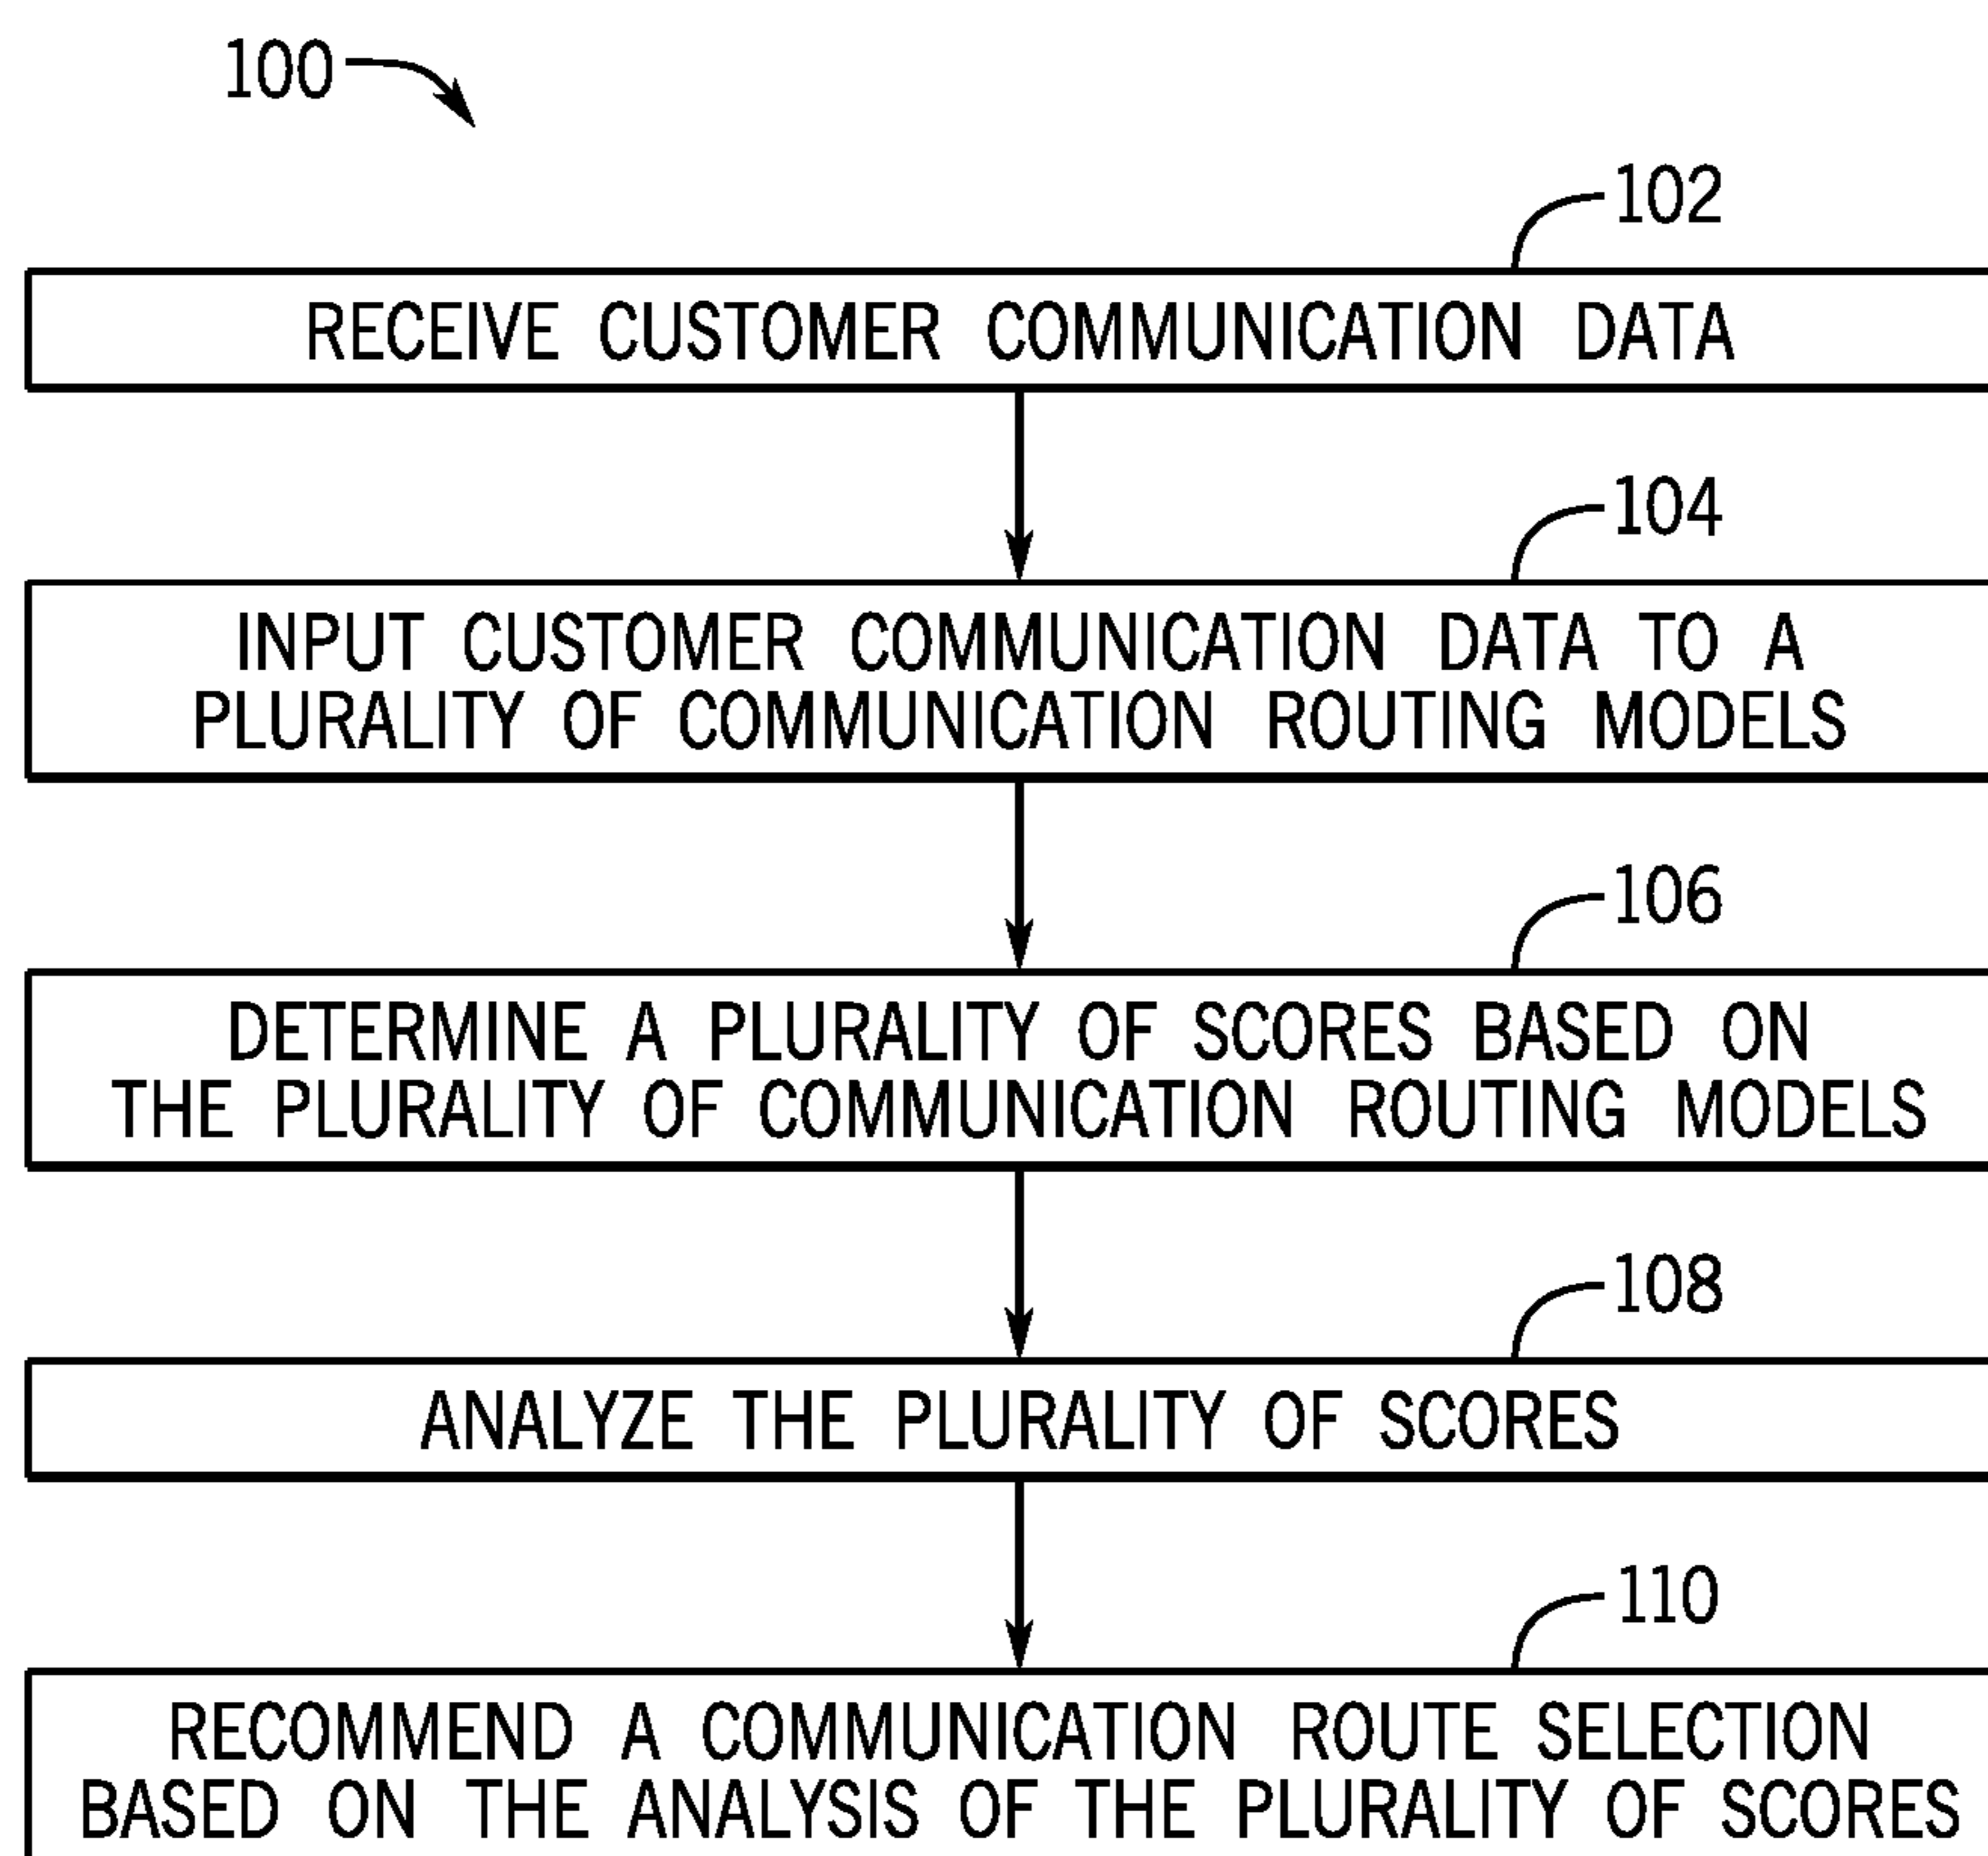 100
102
RECEIVE CUSTOMER COMMUNICATION DATA
104
INPUT CUSTOMER COMMUNICATION DATA TO A
PLURALITY OF COMMUNICATION ROUTING MODELS
106
DETERMINE A PLURALITY OF SCORES BASED ON
THE PLURALITY OF COMMUNICATION ROUTING MODELS
108
ANALYZE THE PLURALITY OF SCORES
110
RECOMMEND A COMMUNICATION ROUTE SELECTION
BASED ON THE ANALYSIS OF THE PLURALITY OF SCORES